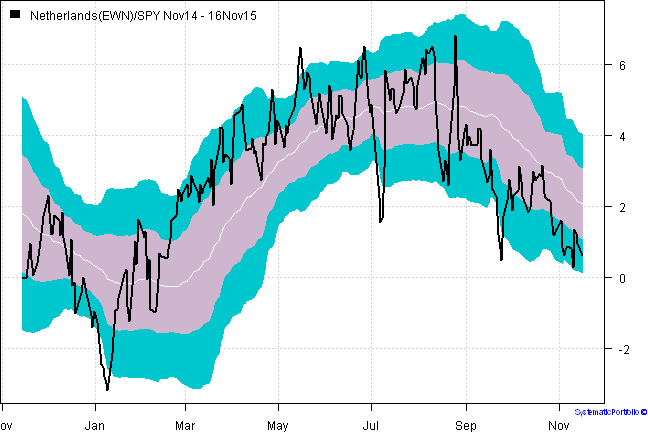 Netherlands(EWN)/SPY Nov14 - 16Nov15
6
4
2
0
-2
ov Jan Mar May Jul Sep Nov
SystematicPortfolio ©